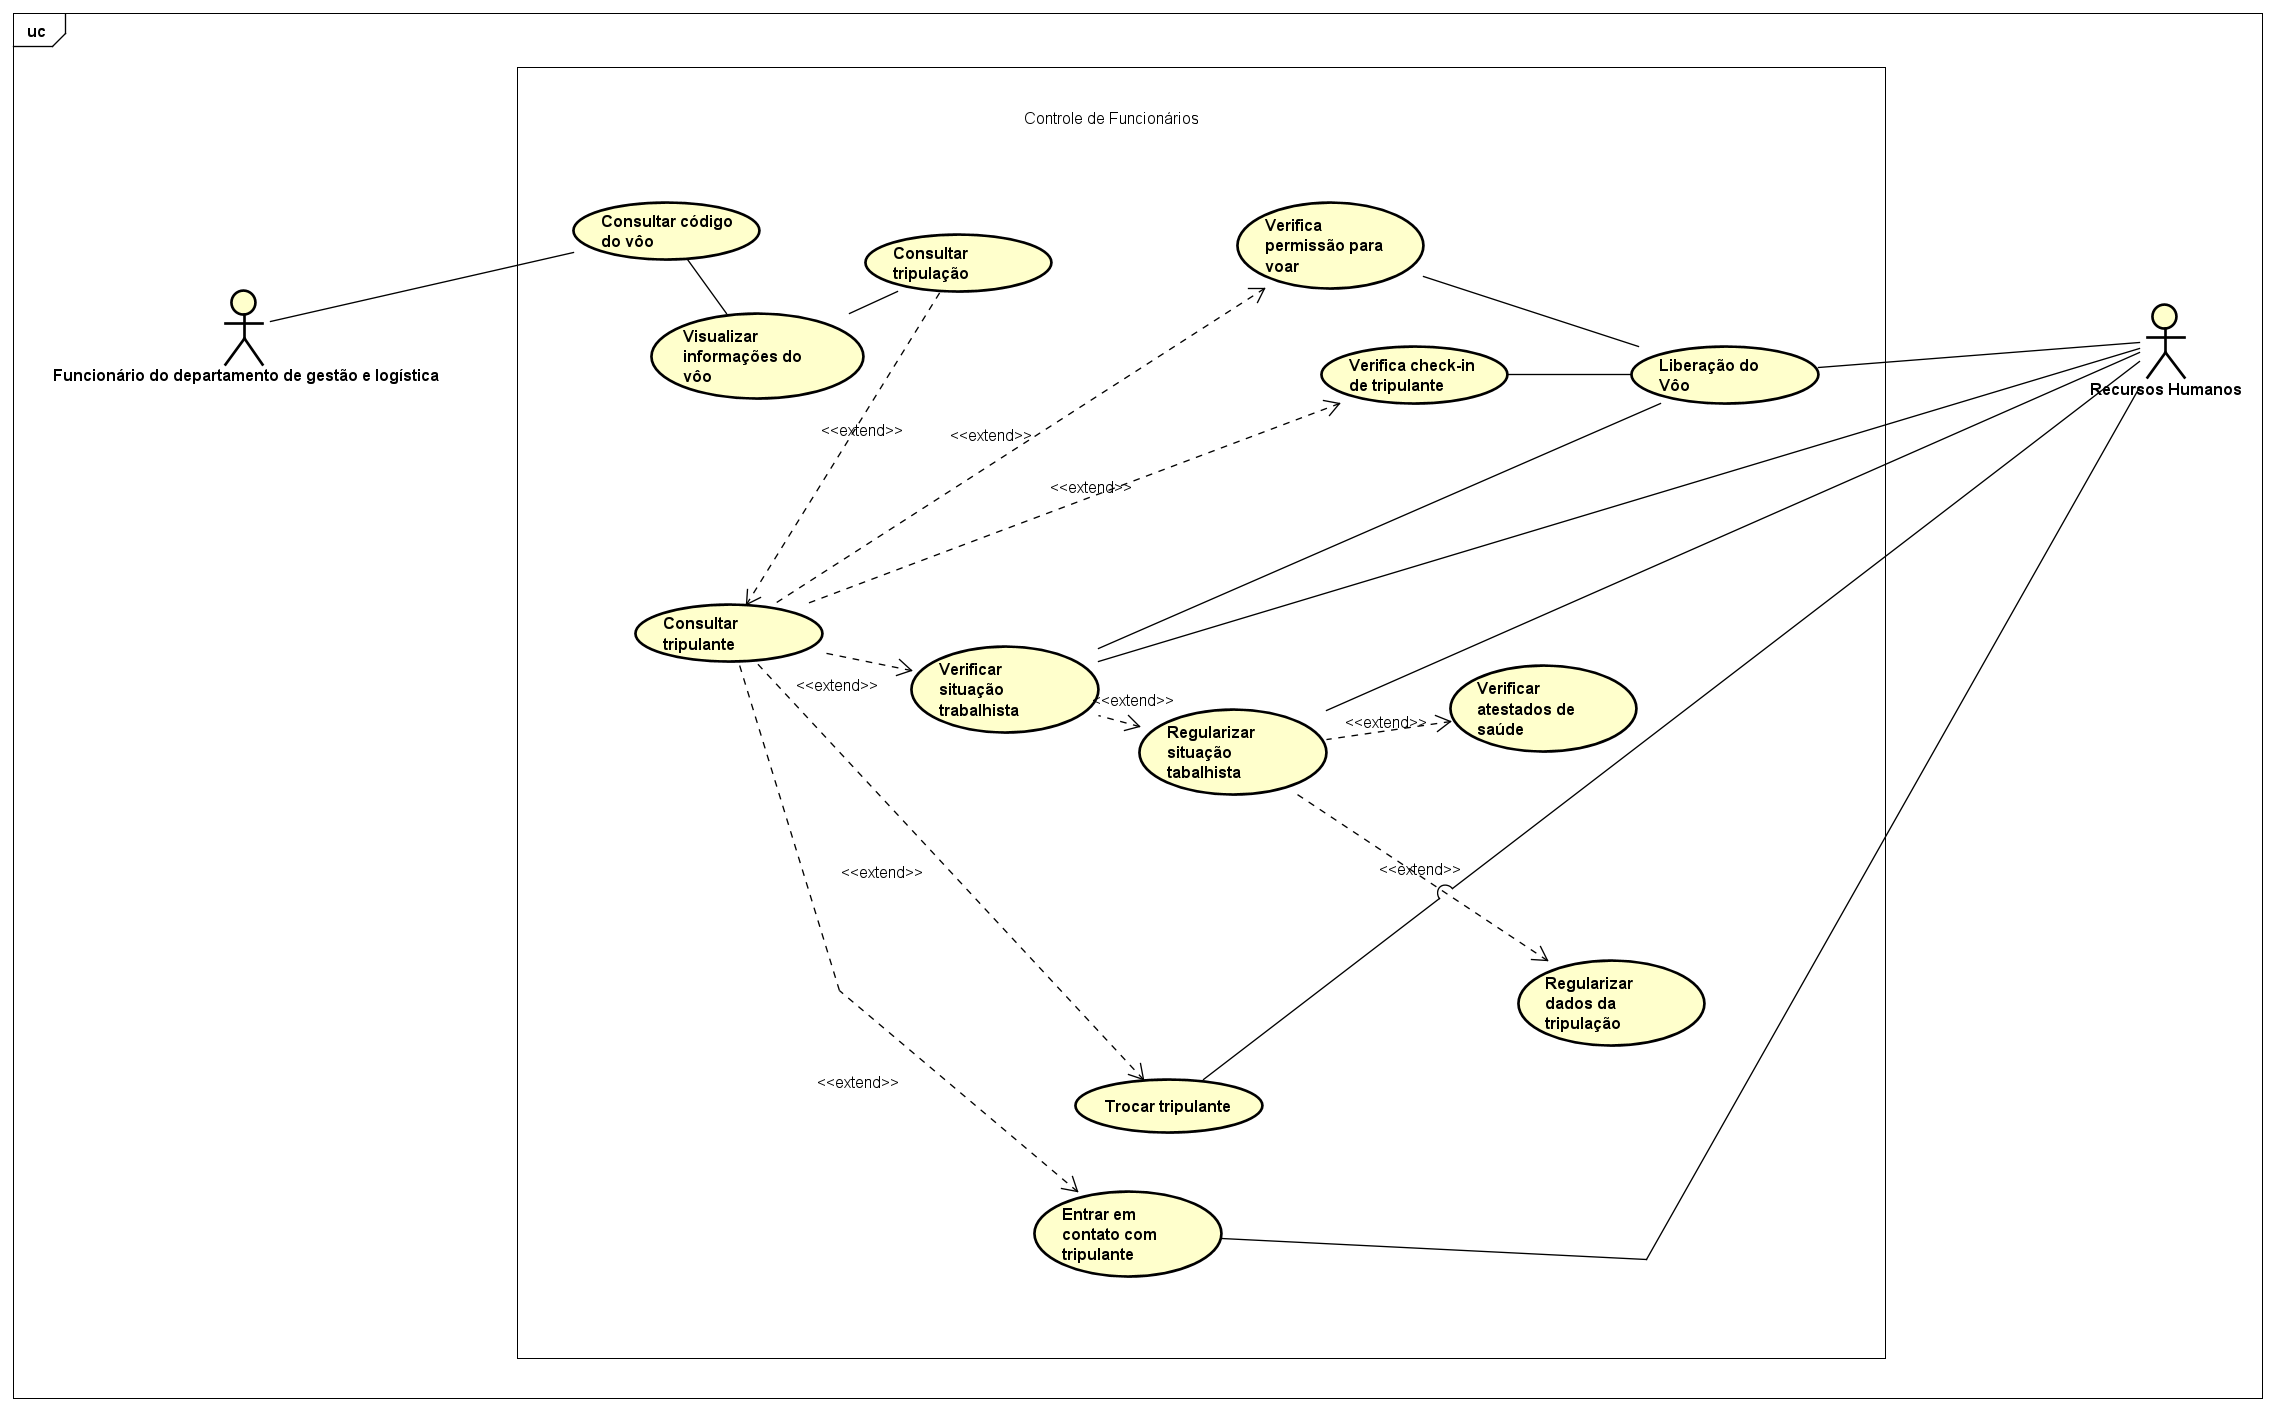 uc
Controle de Funcionários
Consultar código
do vôo
Consultar
tripulação
Verifica
permissão para
voar
Visualizar
informações do
vôo
Verifica check-in
de tripulante
Liberação do
Vôo
Funcionário do departamento de gestão e logística
Recursos Humanos
<<extend>>
<<extend>>
<<extend>>
Consultar
tripulante
<<extend>>
Verificar
situação
trabalhista
<<extend>>
Regularizar
situação
tabalhista
<<extend>>
Verificar
atestados de
saúde
<<extend>>
<<extend>>
Regularizar
dados da
tripulação
<<extend>>
Trocar tripulante
Entrar em
contato com
tripulante